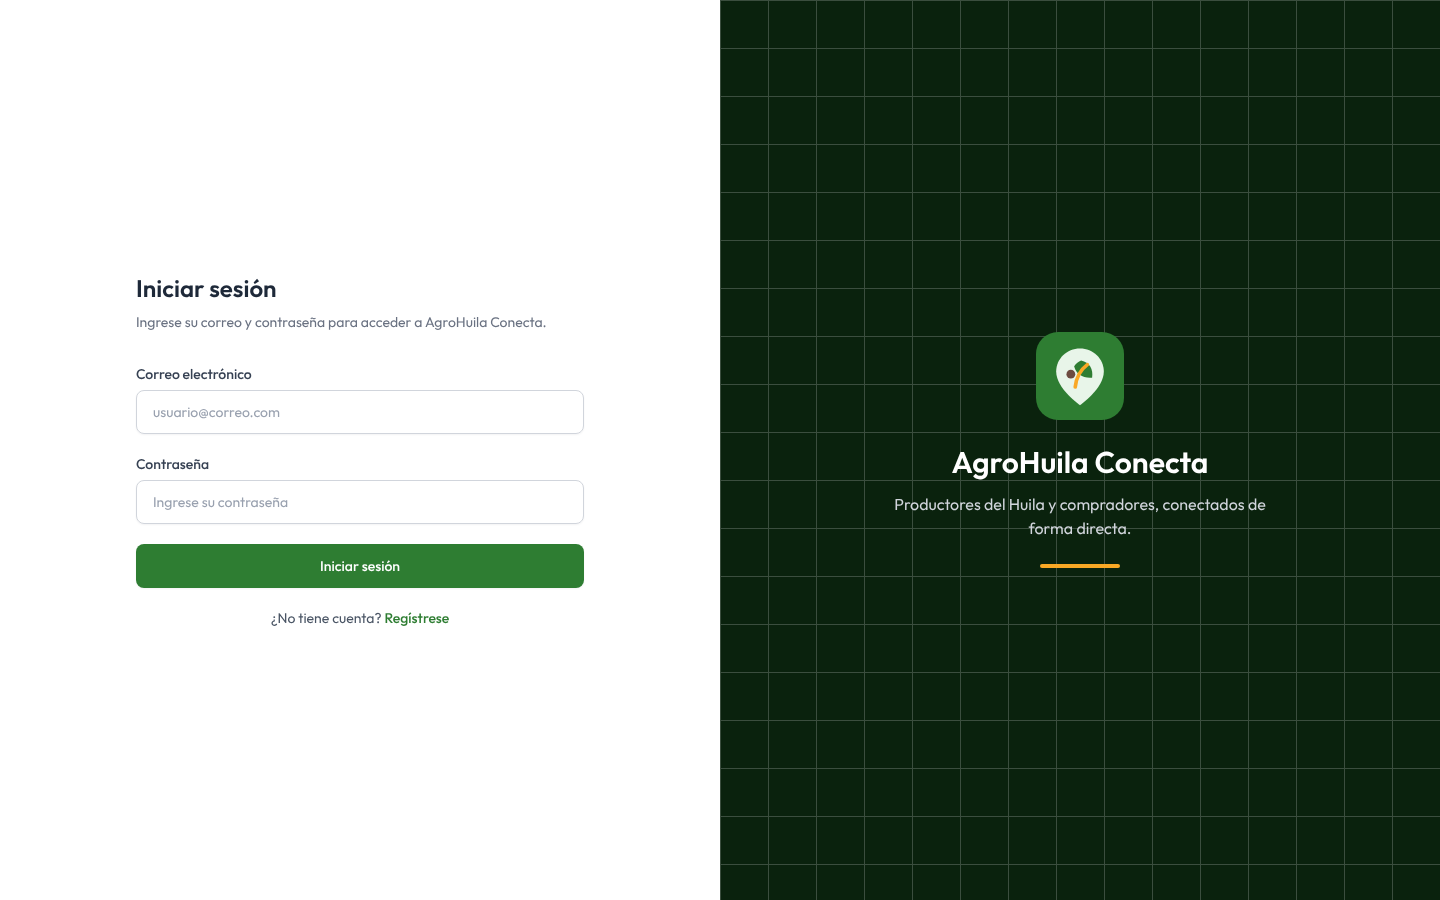 Iniciar sesión
Ingrese su correo y contraseña para acceder a AgroHuila Conecta.
Correo electrónico
usuario@correo.com
Contraseña
Ingrese su contraseña
Iniciar sesión
¿No tiene cuenta? Regístrese
AgroHuila Conecta
Productores del Huila y compradores, conectados de
forma directa.